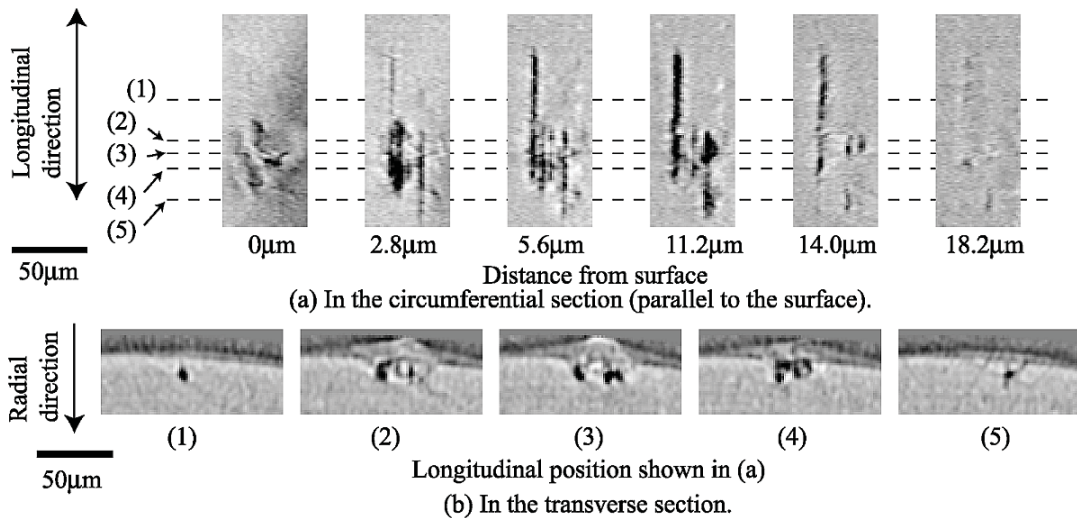 Longitudinal
direction
(1)
(2)
(3)
(4)
(5)
50μm
0μm 2.8μm 5.6μm 11.2μm 14.0μm 18.2μm
Distance from surface
(a) In the circumferential section (parallel to the surface).
Radial
direction
50μm
(1) (2) (3) (4) (5)
Longitudinal position shown in (a)
(b) In the transverse section.